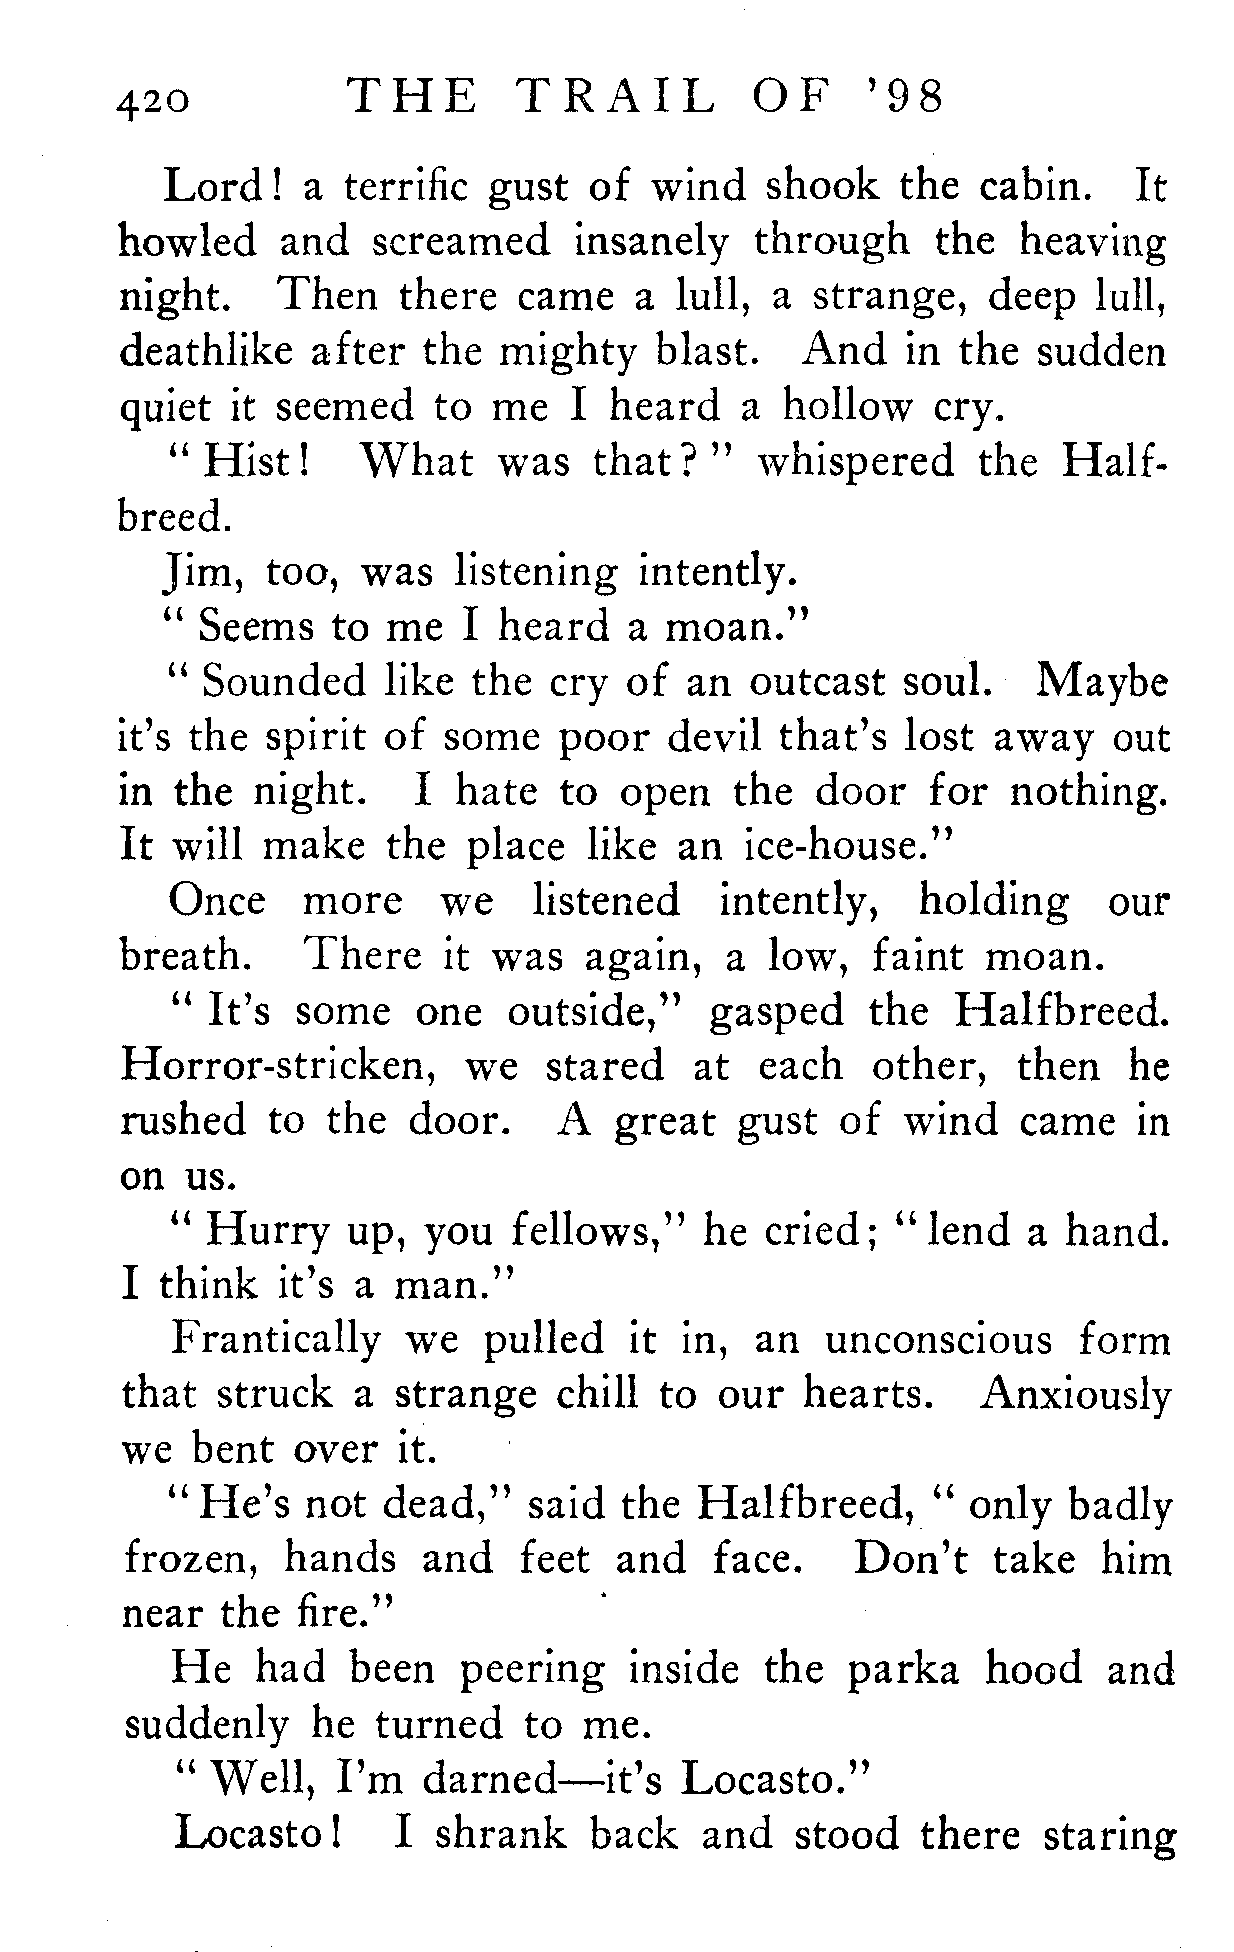 420 THE TRAIL OF '98
Lord! a terrific gust of wind shook the cabin. It
howled and screamed insanely through the heaving
night. Then there came a lull, a strange, deep lull,
deathlike after the mighty blast. And in the sudden
quiet it seemed to me I heard a hollow cry.
"Hist! What was that?" whispered the Half-
breed.
Jim, too, was listening intently.
"Seems to me I heard a moan."
"Sounded like the cry of an outcast soul. Maybe
it's the spirit of some poor devil that's lost away out
in the night. I hate to open the door for nothing.
It will make the place like an ice-house."
Once more we listened intently, holding our
breath. There it was again, a low, faint moan.
"It's some one outside," gasped the Halfbreed.
Horror-stricken, we stared at each other, then he
rushed to the door. A great gust of wind came in
on us.
"Hurry up, you fellows," he cried; "lend a hand.
I think it's a man."
Frantically we pulled it in, an unconscious form
that struck a strange chill to our hearts. Anxiously
we bent over it.
"He's not dead," said the Halfbreed, "only badly
frozen, hands and feet and face. Don't take him
near the fire."
He had been peering inside the parka hood and
suddenly he turned to me.
"Well, I'm darned—it's Locasto."
Locasto! I shrank back and stood there staring